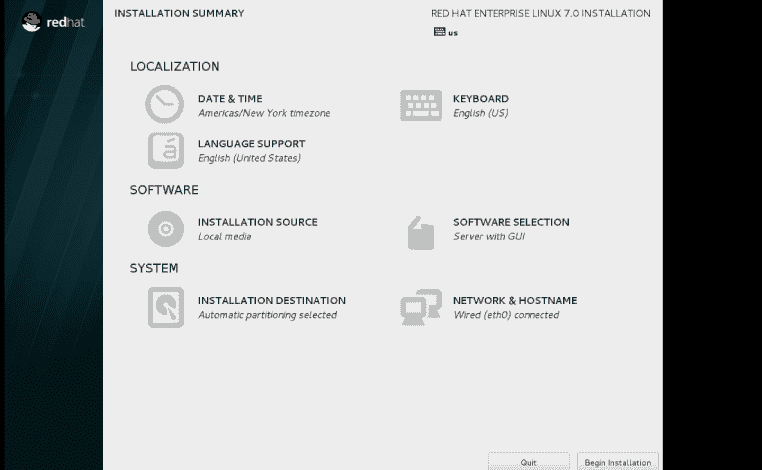 redhat
INSTALLATION SUMMARY
RED HAT ENTERPRISE LINUX 7.0 INSTALLATION
us
LOCALIZATION
DATE & TIME
Americas/New York timezone
KEYBOARD
English (US)
LANGUAGE SUPPORT
English (United States)
SOFTWARE
INSTALLATION SOURCE
Local media
SOFTWARE SELECTION
Server with GUI
SYSTEM
INSTALLATION DESTINATION
Automatic partitioning selected
NETWORK & HOSTNAME
Wired (eth0) connected
Quit
Begin Installation